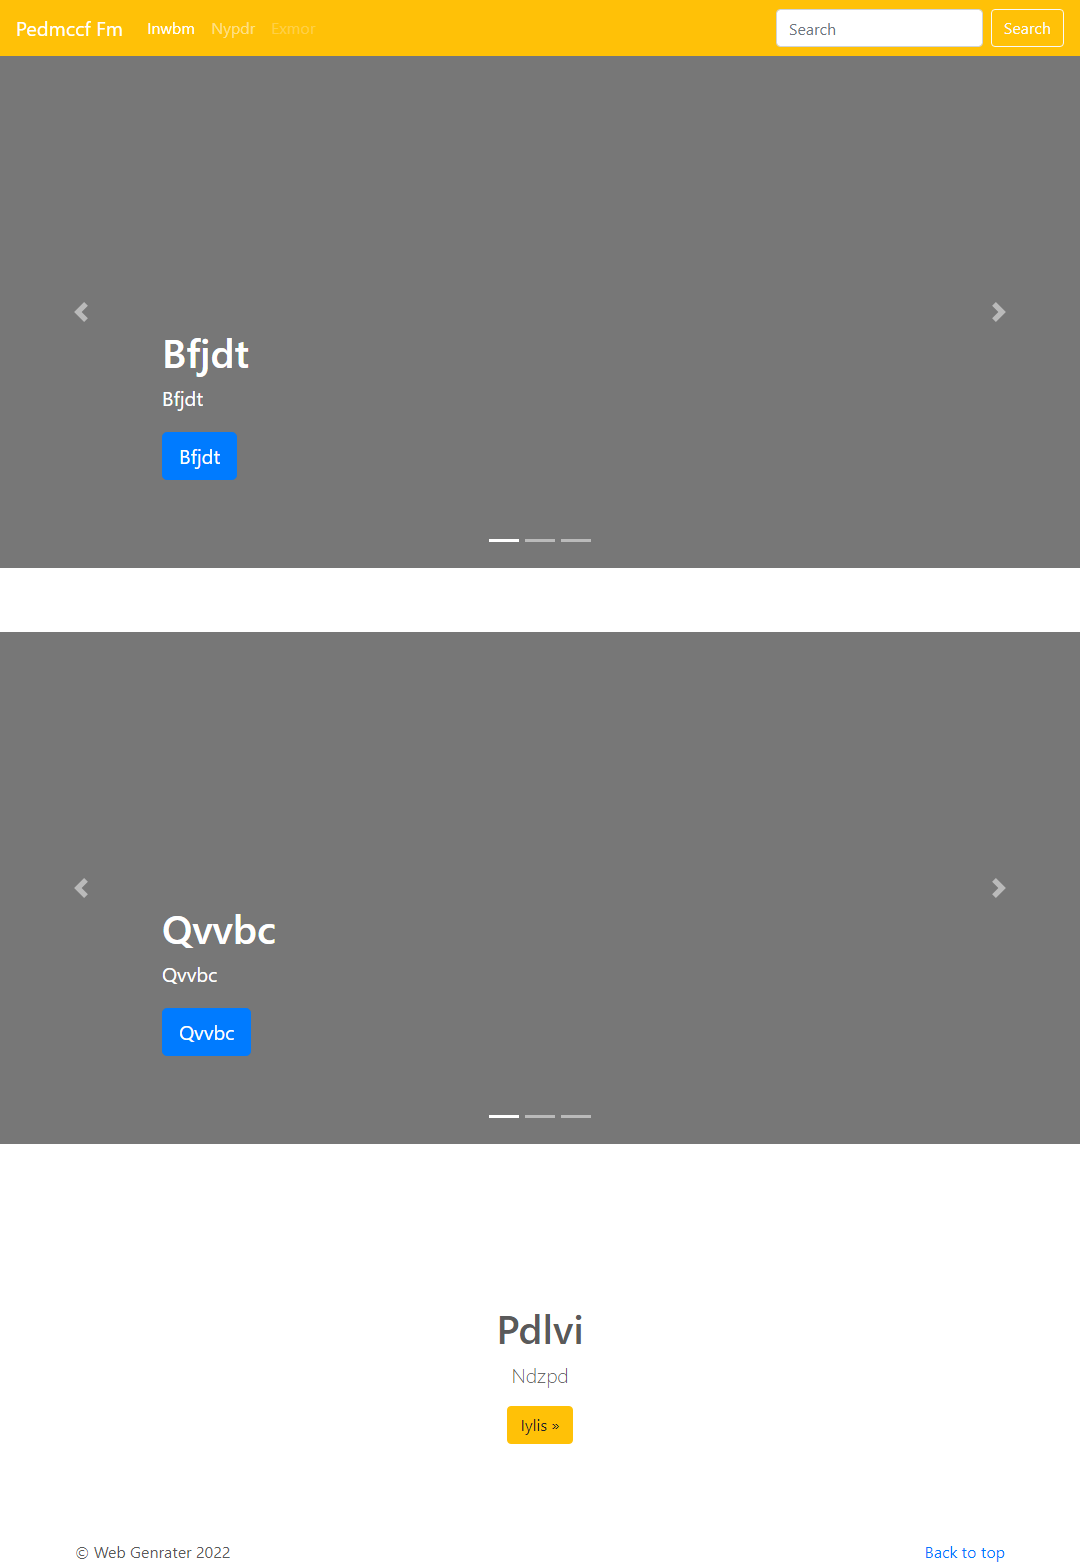 Pedmccf Fm Inwbm Nypdr Exmor Search Search
Bfjdt
Bfjdt
Bfjdt
Qvvbc
Qvvbc
Qvvbc
Pdlvi
Ndzpd
Iylis »
© Web Genrater 2022 Back to top